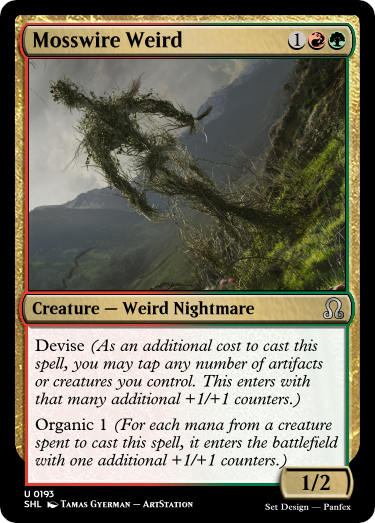 Mosswire Weird 1
Creature — Weird Nightmare
Devise (As an additional cost to cast this
spell, you may tap any number of artifacts
or creatures you control. This enters with
that many additional +1/+1 counters.)
Organic 1 (For each mana from a creature
spent to cast this spell, it enters the battlefield
with one additional +1/+1 counters.)
1/2
U 0193
SHL Tamas Gyerman — ArtStation
Set Design — Panfex